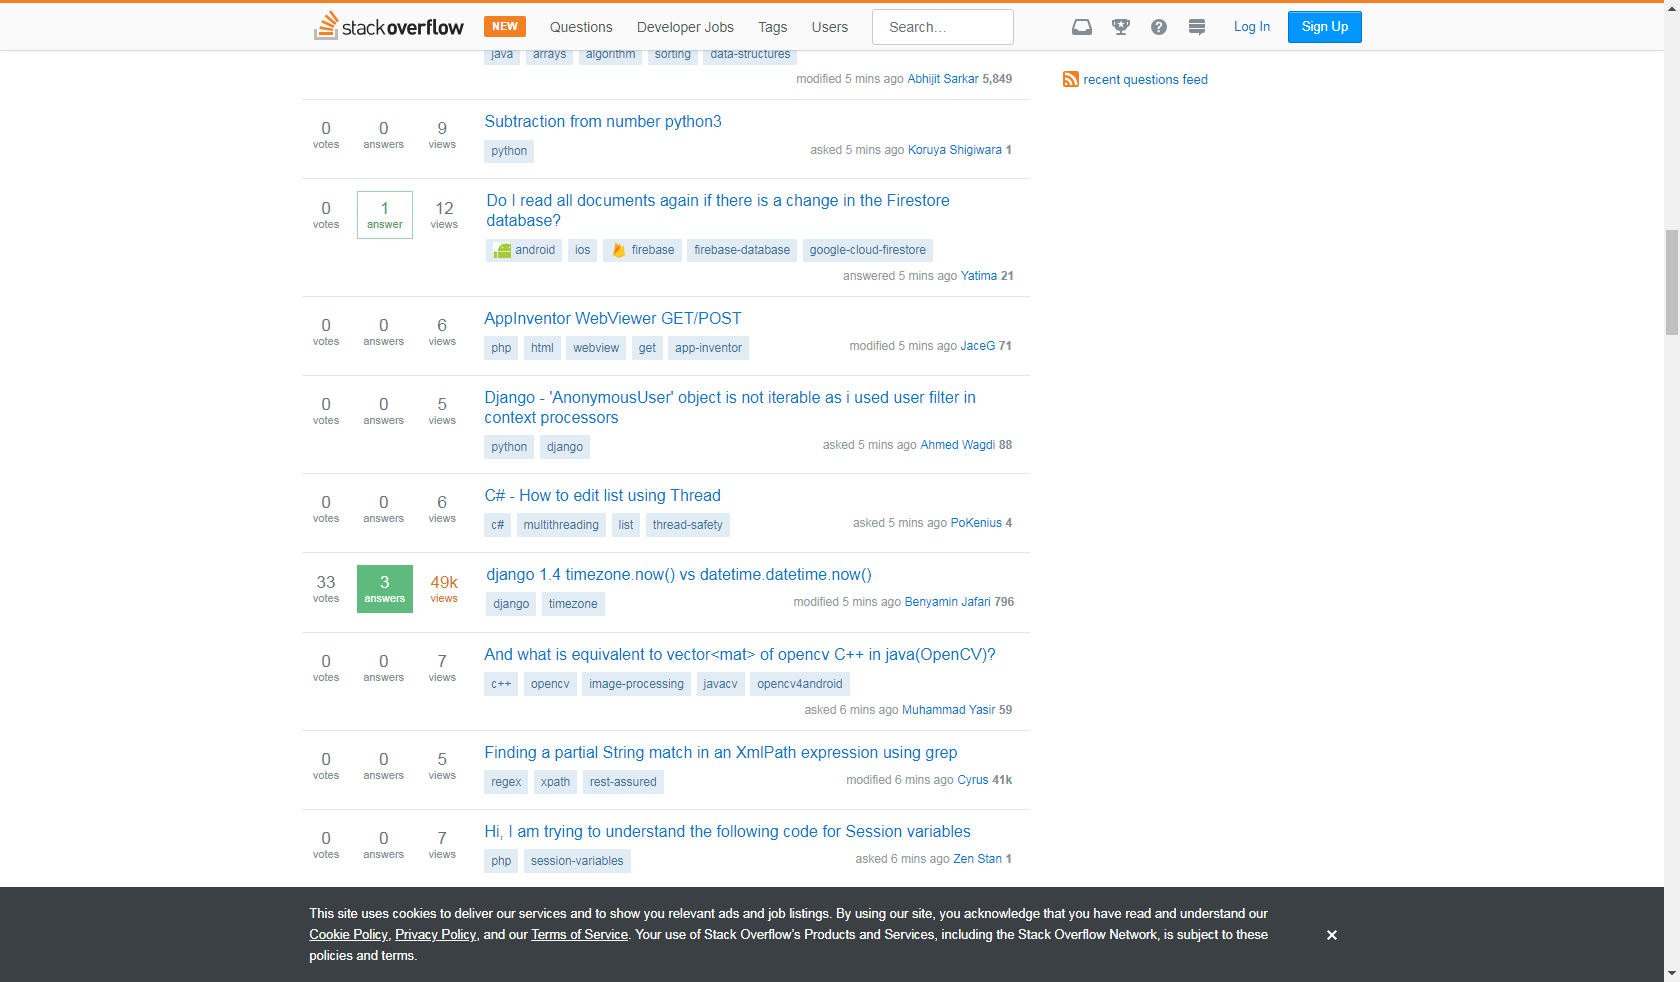 stackoverflow NEW Questions Developer Jobs Tags Users Search... Log In Sign Up
java arrays algorithm sorting data-structures
modified 5 mins ago Abhijit Sarkar 5,849
recent questions feed
0 votes 0 answers 9 views
Subtraction from number python3
python
asked 5 mins ago Koruya Shigiwara 1
0 votes 1 answer 12 views
Do I read all documents again if there is a change in the Firestore
database?
android ios firebase firebase-database google-cloud-firestore
answered 5 mins ago Yatima 21
0 votes 0 answers 6 views
AppInventor WebViewer GET/POST
php html webview get app-inventor
modified 5 mins ago JaceG 71
0 votes 0 answers 5 views
Django - 'AnonymousUser' object is not iterable as i used user filter in
context processors
python django
asked 5 mins ago Ahmed Wagdi 88
0 votes 0 answers 6 views
C# - How to edit list using Thread
c# multithreading list thread-safety
asked 5 mins ago PoKenius 4
33 votes 3 answers 49k views
django 1.4 timezone.now() vs datetime.datetime.now()
django timezone
modified 5 mins ago Benyamin Jafari 796
0 votes 0 answers 7 views
And what is equivalent to vector<mat> of opencv C++ in java(OpenCV)?
c++ opencv image-processing javacv opencv4android
asked 6 mins ago Muhammad Yasir 59
0 votes 0 answers 5 views
Finding a partial String match in an XmlPath expression using grep
regex xpath rest-assured
modified 6 mins ago Cyrus 41k
0 votes 0 answers 7 views
Hi, I am trying to understand the following code for Session variables
php session-variables
asked 6 mins ago Zen Stan 1
This site uses cookies to deliver our services and to show you relevant ads and job listings. By using our site, you acknowledge that you have read and understand our
Cookie Policy, Privacy Policy, and our Terms of Service. Your use of Stack Overflow's Products and Services, including the Stack Overflow Network, is subject to these
policies and terms.